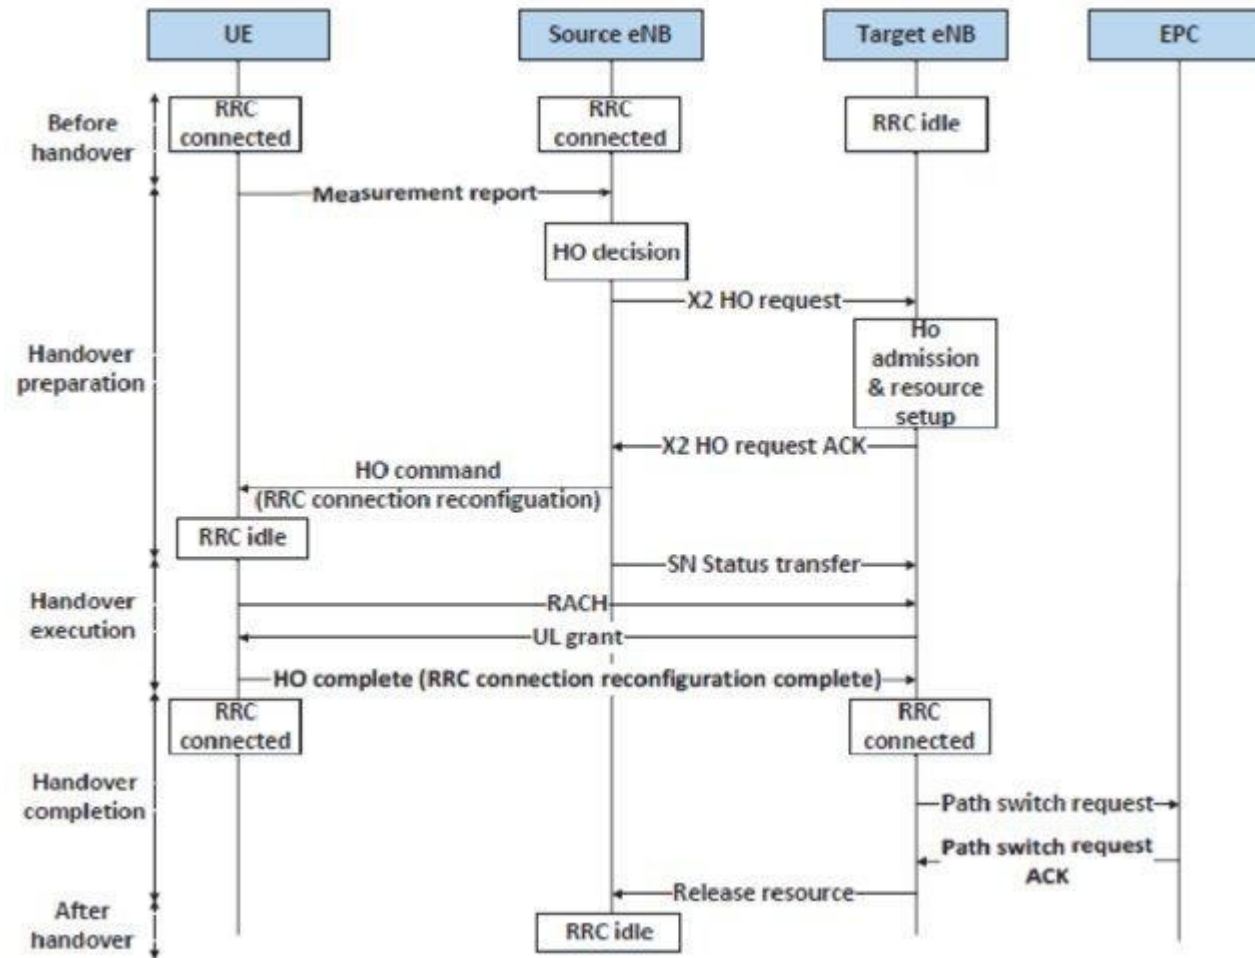 UE
Source eNB
Target eNB
EPC
Before
handover
RRC
connected
RRC
connected
RRC idle
Measurement report
HO decision
X2 HO request
Handover
preparation
Ho
admission
& resource
setup
X2 HO request ACK
HO command
(RRC connection reconfiguation)
RRC idle
SN Status transfer
Handover
execution
RACH
UL grant
HO complete (RRC connection reconfiguration complete)
RRC
connected
RRC
connected
Handover
completion
Path switch request
Path switch request
ACK
Release resource
After
handover
RRC idle